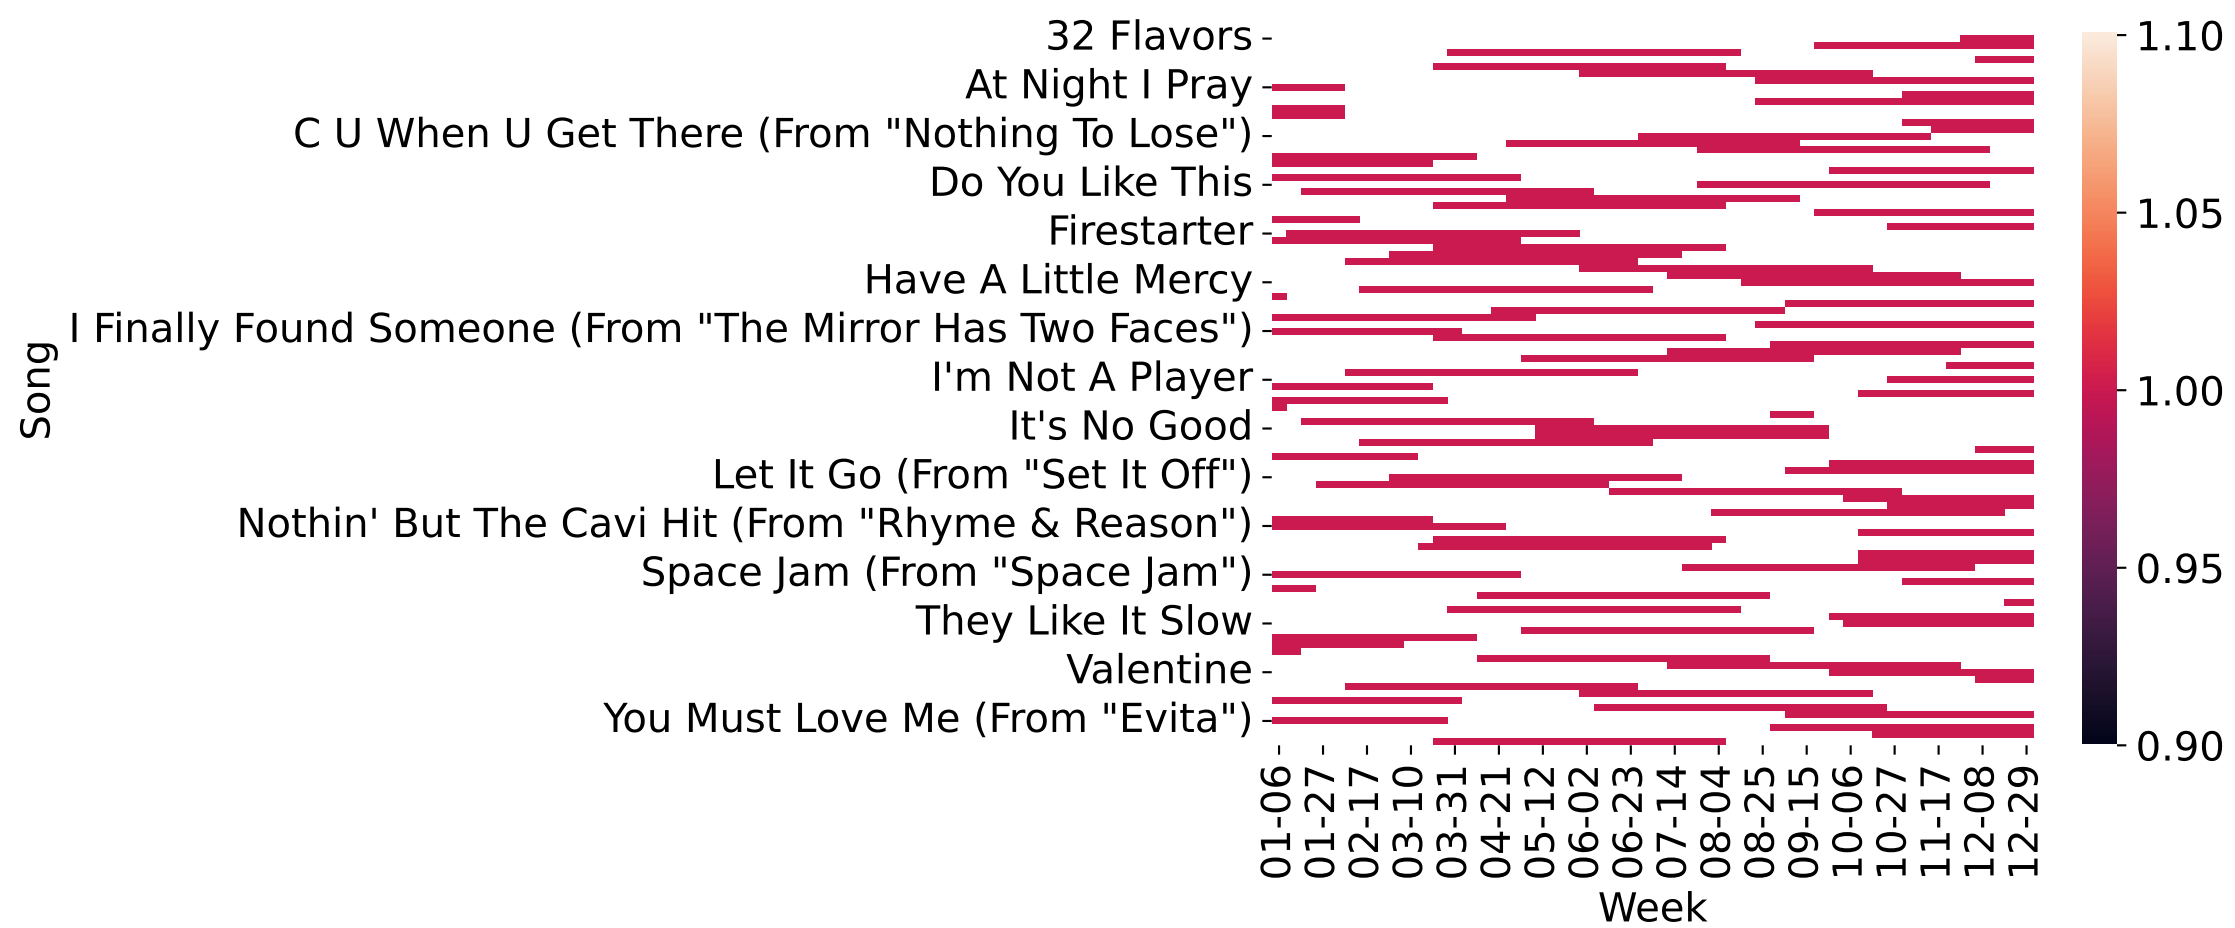 32 Flavors
At Night I Pray
C U When U Get There (From "Nothing To Lose")
Do You Like This
Firestarter
Have A Little Mercy
I Finally Found Someone (From "The Mirror Has Two Faces")
I'm Not A Player
It's No Good
Let It Go (From "Set It Off")
Nothin' But The Cavi Hit (From "Rhyme & Reason")
Space Jam (From "Space Jam")
They Like It Slow
Valentine
You Must Love Me (From "Evita")
Song
01-06
01-27
02-17
03-10
03-31
04-21
05-12
06-02
06-23
07-14
08-04
08-25
09-15
10-06
10-27
11-17
12-08
12-29
Week
1.10
1.05
1.00
0.95
0.90